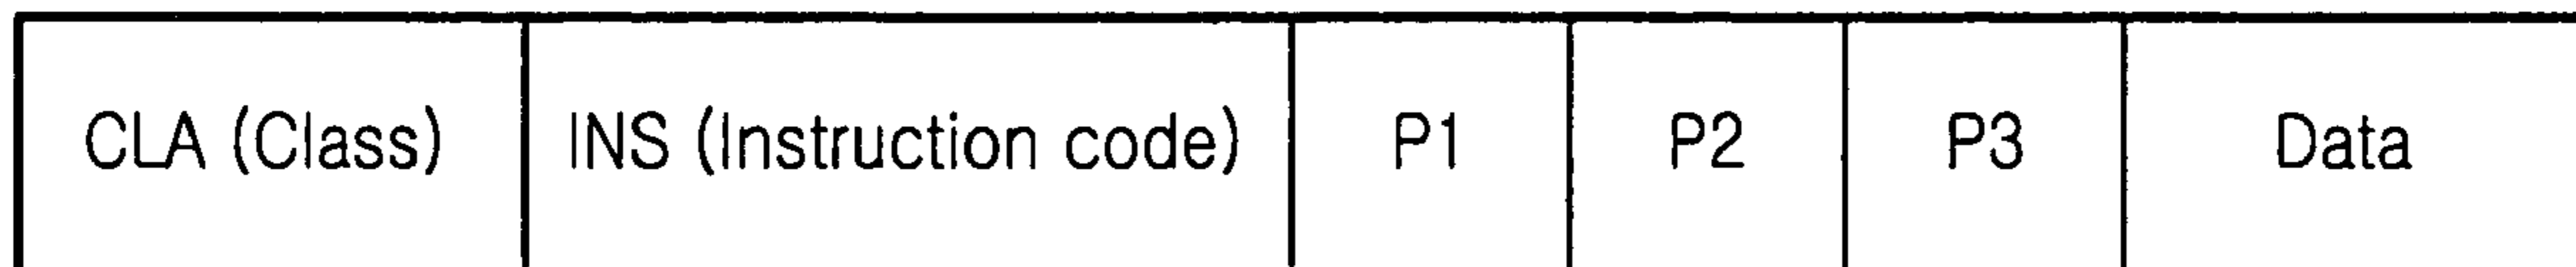 CLA (Class) INS (Instruction code) P1 P2 P3 Data